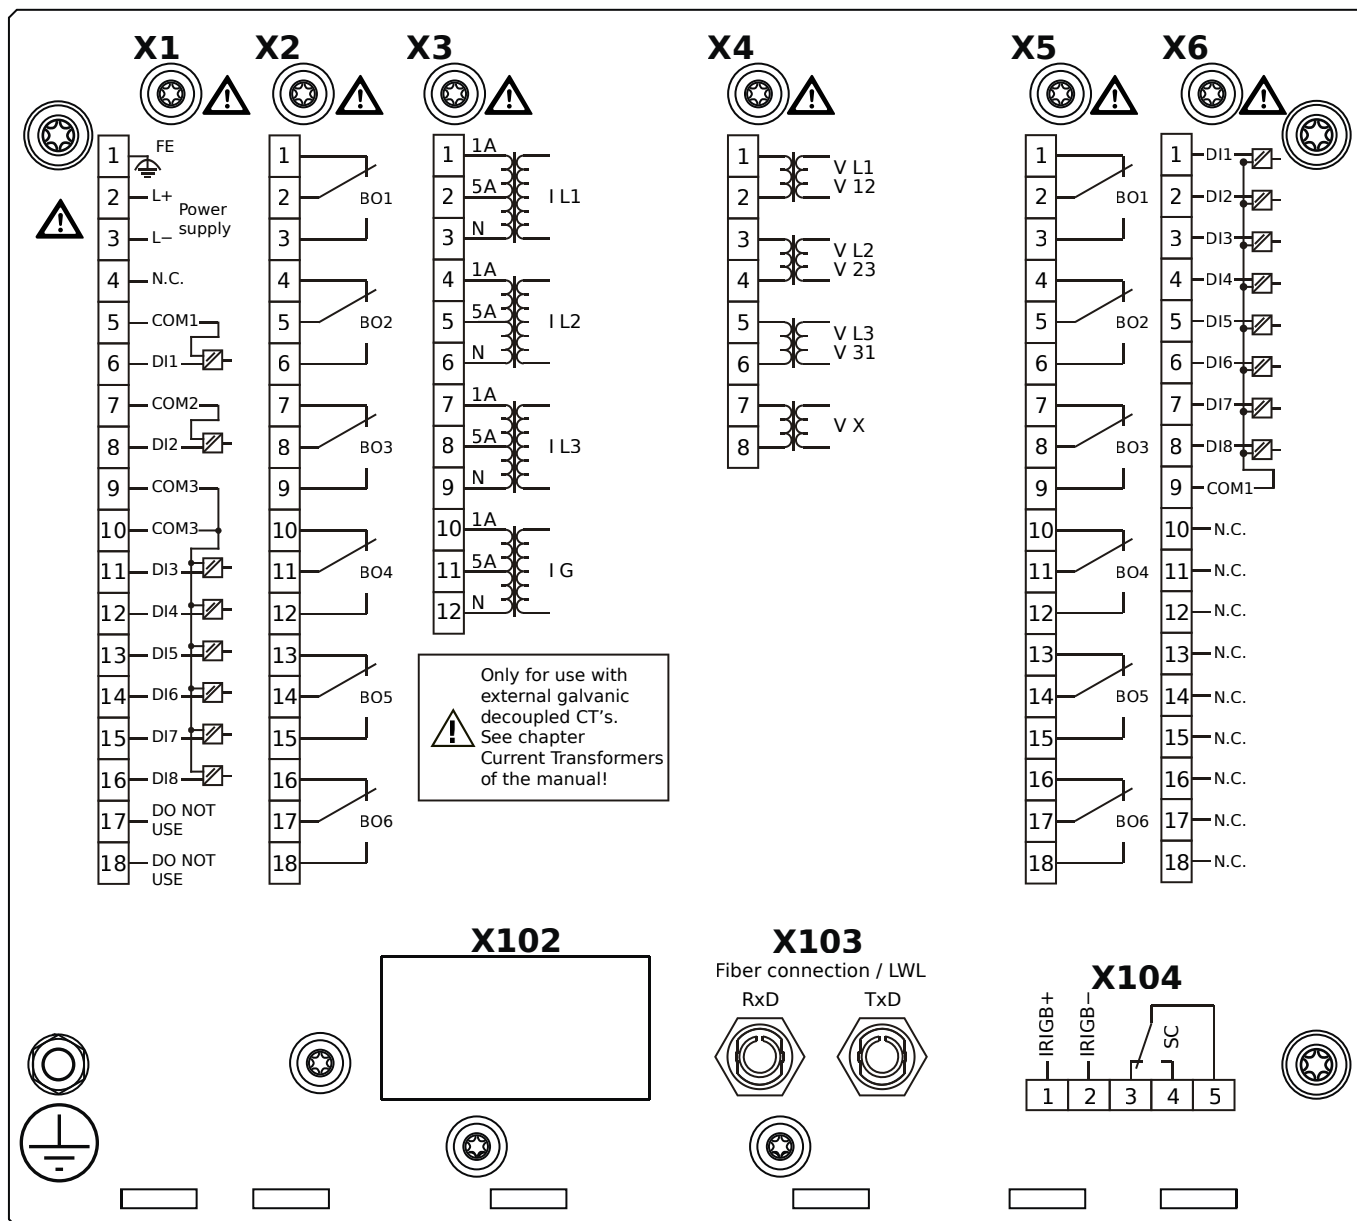 X1 X2 X3 X4 X5 X6
1 FE
2 L+ Power
supply
3 L−
4 N.C.
5 COM1
6 DI1
7 COM2
8 DI2
9 COM3
10 COM3
11 DI3
12 DI4
13 DI5
14 DI6
15 DI7
16 DI8
17 DO NOT
USE
18 DO NOT
USE
1
2 BO1
3
4
5 BO2
6
7
8 BO3
9
10
11 BO4
12
13
14 BO5
15
16
17 BO6
18
1 1A
2 5A I L1
3 N
4 1A
5 5A I L2
6 N
7 1A
8 5A I L3
9 N
10 1A
11 5A I G
12 N
Only for use with
external galvanic
decoupled CT's.
See chapter
Current Transformers
of the manual!
1 V L1
2 V 12
3 V L2
4 V 23
5 V L3
6 V 31
7 V X
8
1
2 BO1
3
4
5 BO2
6
7
8 BO3
9
10
11 BO4
12
13
14 BO5
15
16
17 BO6
18
1 DI1
2 DI2
3 DI3
4 DI4
5 DI5
6 DI6
7 DI7
8 DI8
9 COM1
10 N.C.
11 N.C.
12 N.C.
13 N.C.
14 N.C.
15 N.C.
16 N.C.
17 N.C.
18 N.C.
X102
X103
Fiber connection / LWL
RxD TxD
X104
IRIGB+ IRIGB− SC
1 2 3 4 5